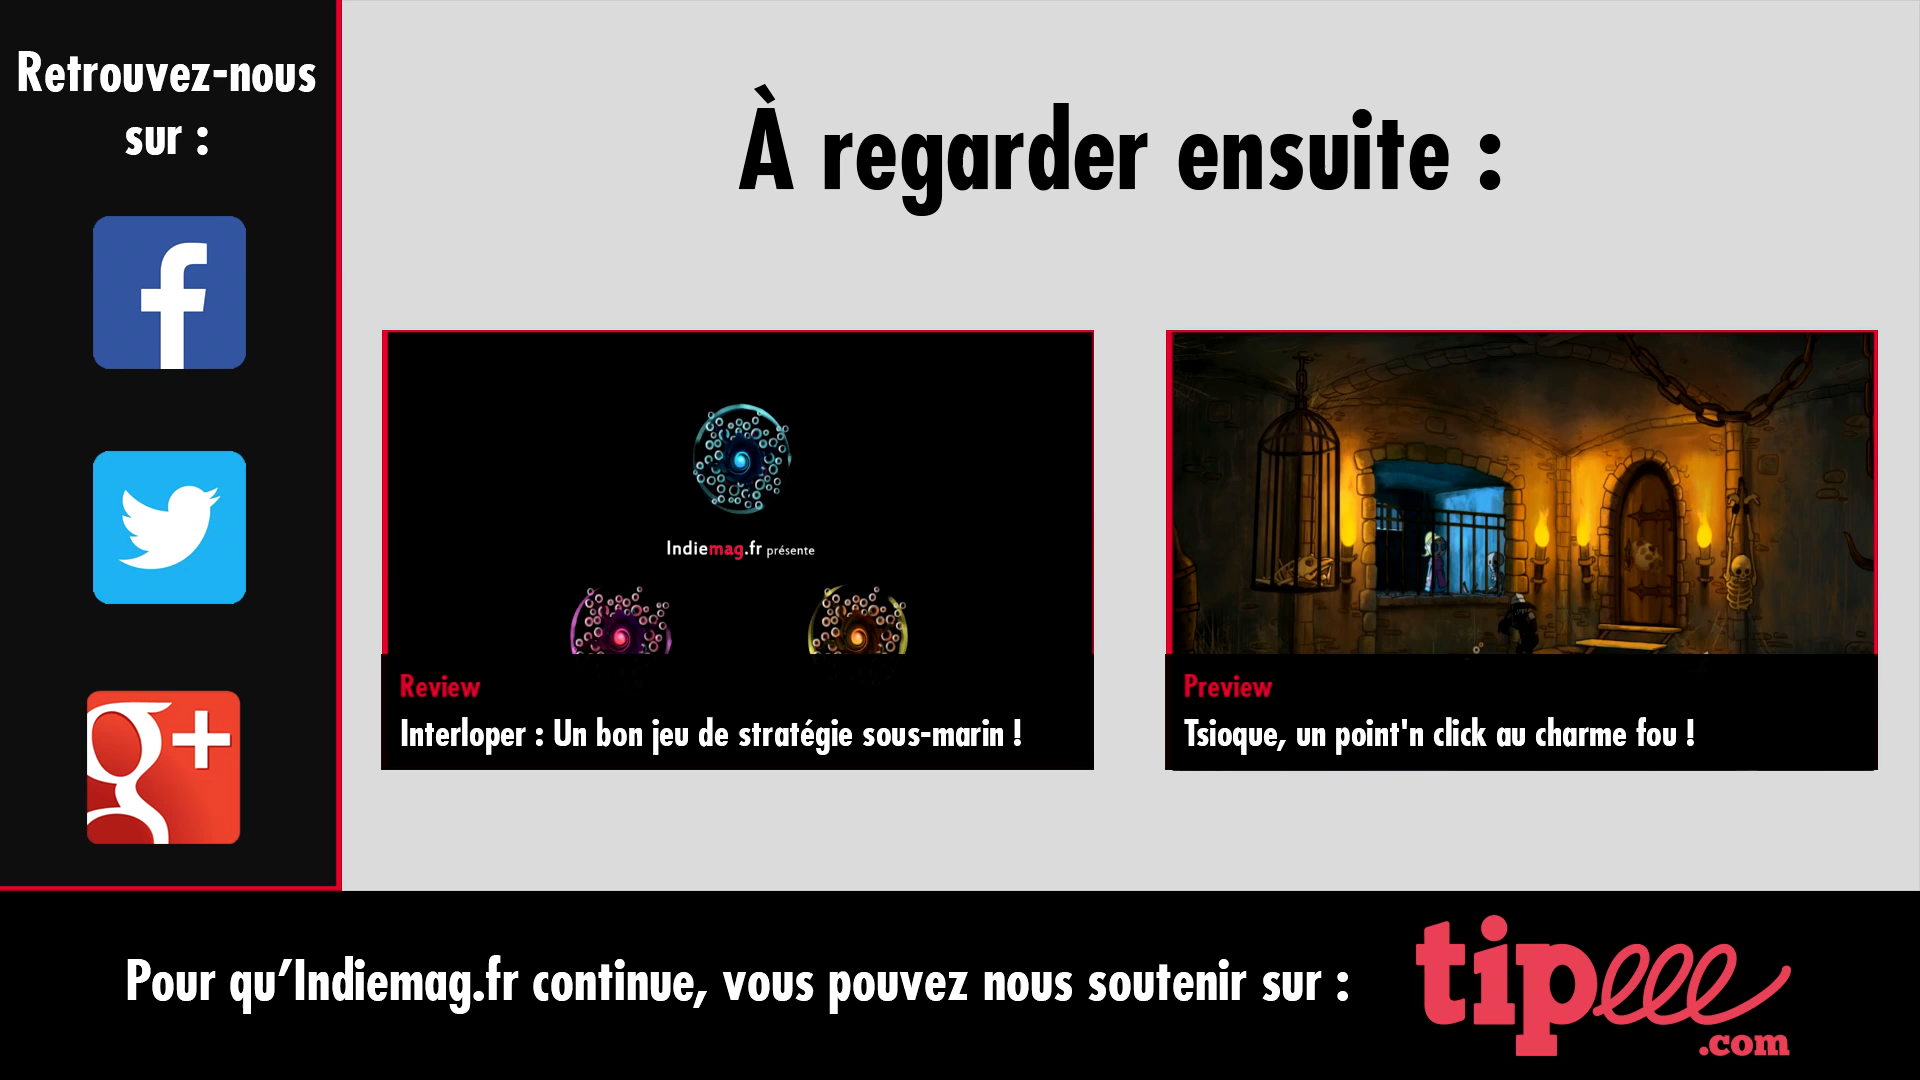 Retrouvez-nous
sur :
À regarder ensuite :
Indiemag.fr présente
Review
Interloper : Un bon jeu de stratégie sous-marin !
Preview
Tsioque, un point'n click au charme fou !
Pour qu’Indiemag.fr continue, vous pouvez nous soutenir sur :
tipeee
.com